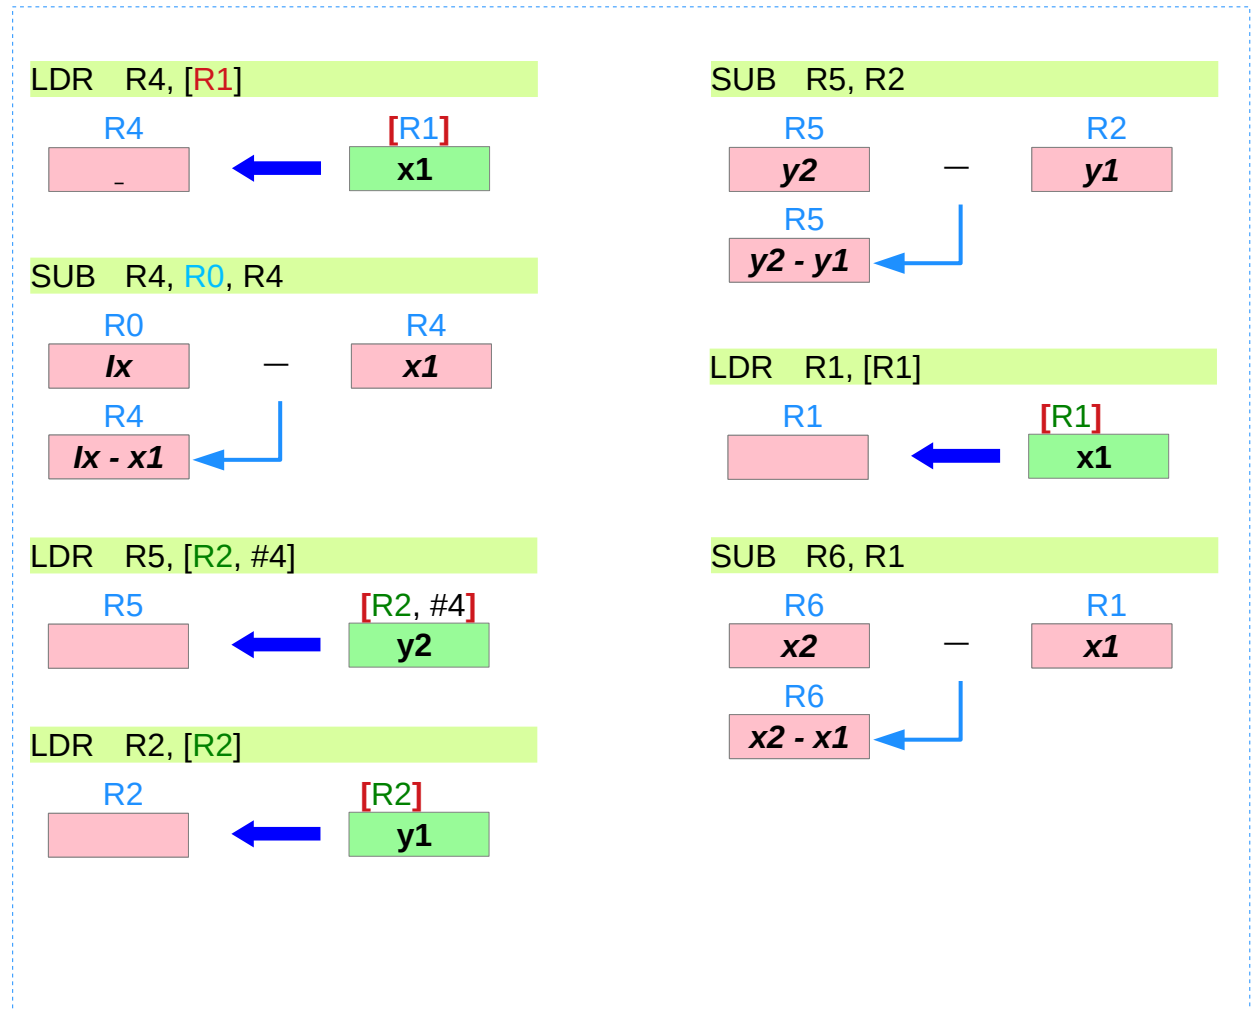 LDR R4, [R1]
R4 [R1]
_ x1
SUB R4, R0, R4
R0 R4
lx – x1
R4
lx - x1
LDR R5, [R2, #4]
R5 [R2, #4]
y2
LDR R2, [R2]
R2 [R2]
y1
SUB R5, R2
R5 R2
y2 – y1
R5
y2 - y1
LDR R1, [R1]
R1 [R1]
x1
SUB R6, R1
R6 R1
x2 – x1
R6
x2 - x1